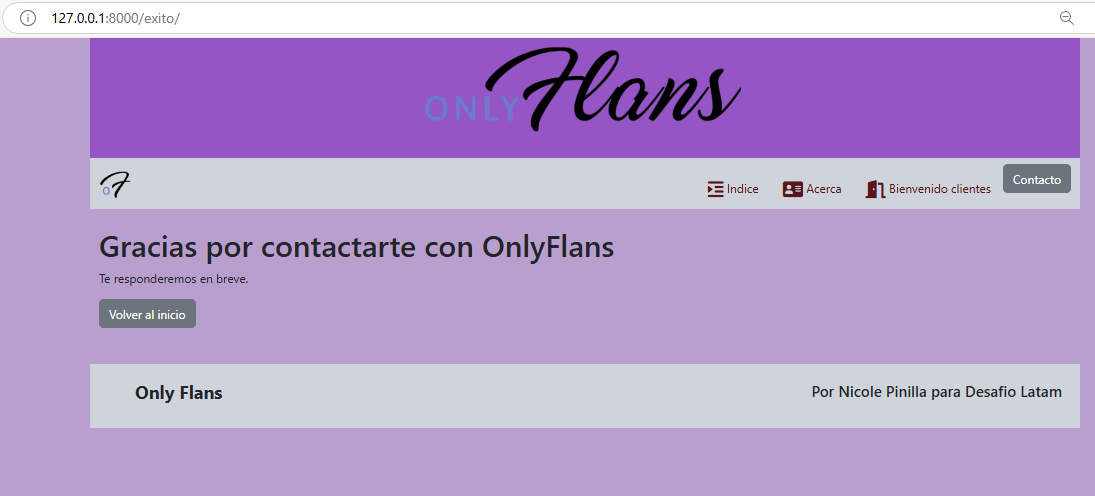 127.0.0.1:8000/exito/
ONLY Flans
oF Indice Acerca Bienvenido clientes Contacto
Gracias por contactarte con OnlyFlans
Te responderemos en breve.
Volver al inicio
Only Flans Por Nicole Pinilla para Desafio Latam